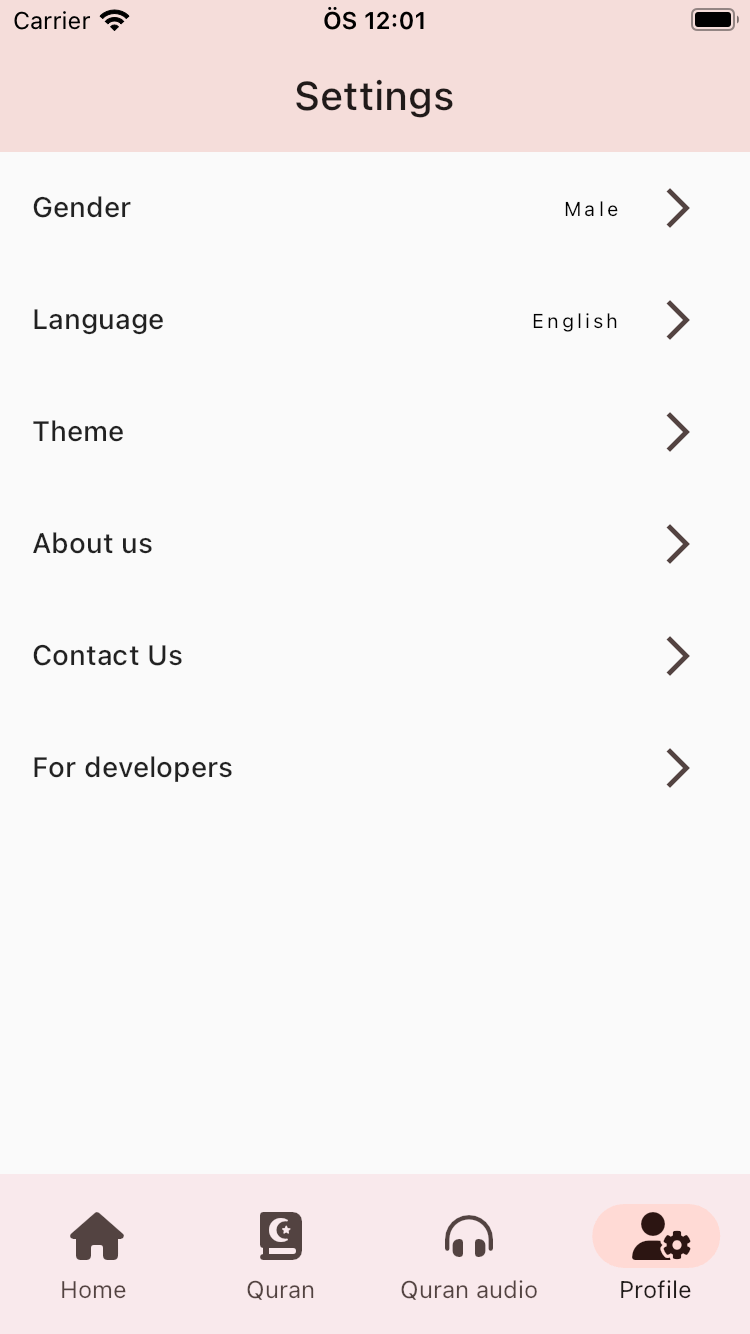 Carrier ÖS 12:01
Settings
Gender Male
Language English
Theme
About us
Contact Us
For developers
Home Quran Quran audio Profile